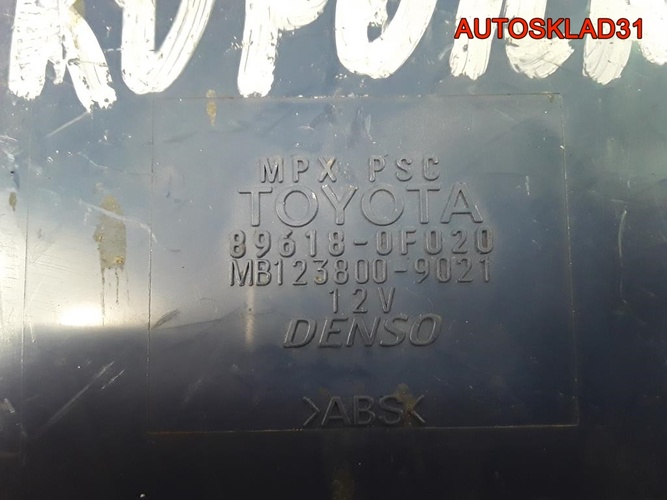 AUTOSKLAD31
MPX PSC
TOYOTA
89618-0F020
MB123800-9021
12V
DENSO
>ABS<